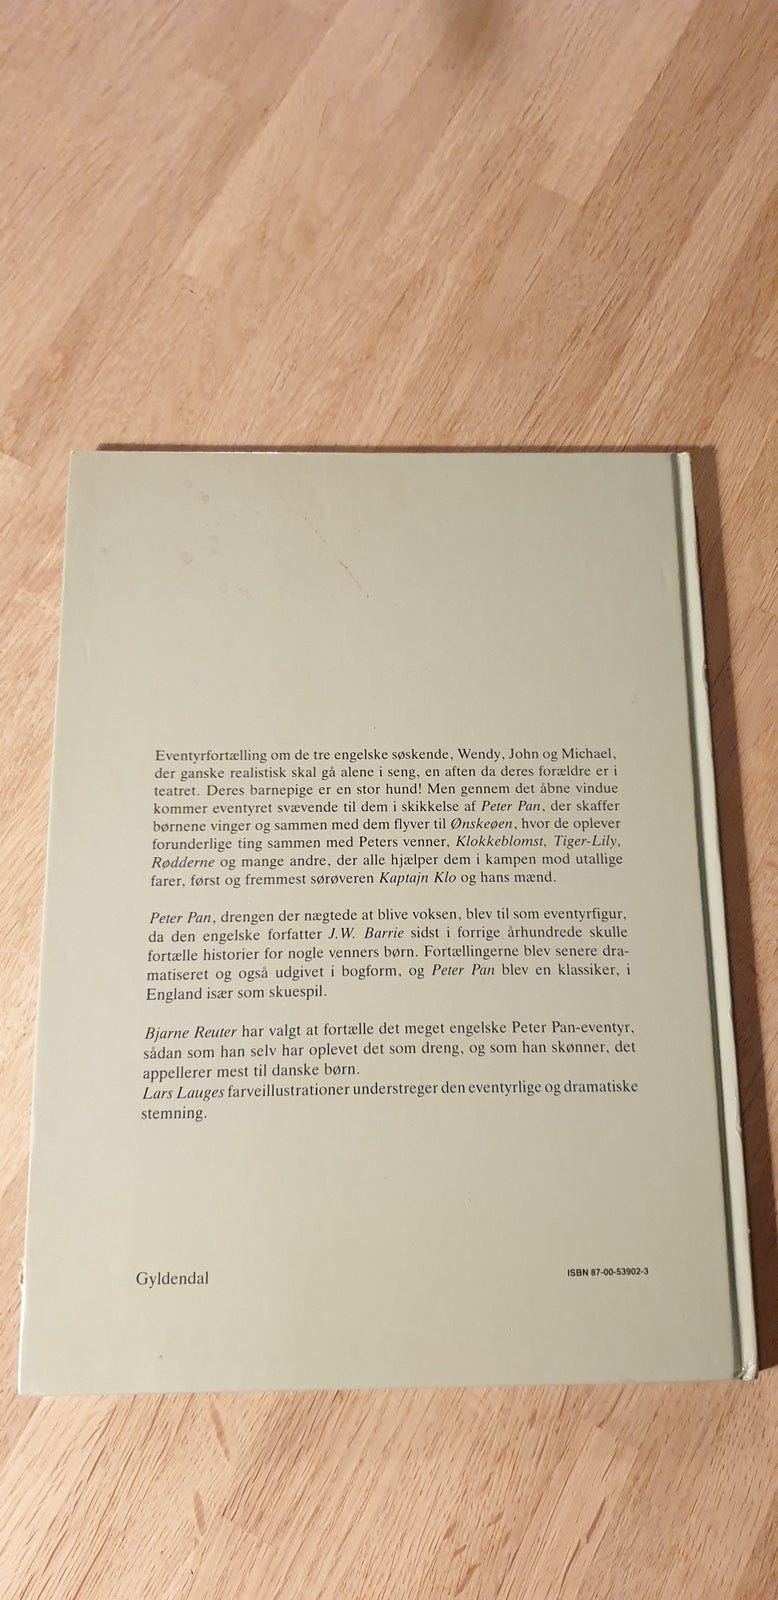 Eventyrfortælling om de tre engelske søskende, Wendy, John og Michael,
der ganske realistisk skal gå alene i seng, en aften da deres forældre er i
teatret. Deres barnepige er en stor hund! Men gennem det åbne vindue
kommer eventyret svævende til dem i skikkelse af Peter Pan, der skaffer
børnene vinger og sammen med dem flyver til Ønskeøen, hvor de oplever
forunderlige ting sammen med Peters venner, Klokkeblomst, Tiger-Lily,
Rødderne og mange andre, der alle hjælper dem i kampen mod utallige
farer, først og fremmest sørøveren Kaptajn Klo og hans mænd.
Peter Pan, drengen der nægtede at blive voksen, blev til som eventyrfigur,
da den engelske forfatter J.W. Barrie sidst i forrige århundrede skulle
fortælle historier for nogle venners børn. Fortællingerne blev senere dra-
matiseret og også udgivet i bogform, og Peter Pan blev en klassiker, i
England især som skuespil.
Bjarne Reuter har valgt at fortælle det meget engelske Peter Pan-eventyr,
sådan som han selv har oplevet det som dreng, og som han skønner, det
appellerer mest til danske børn.
Lars Lauges farveillustrationer understreger den eventyrlige og dramatiske
stemning.
Gyldendal
ISBN 87-00-53902-3